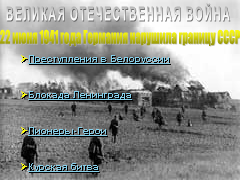 ВЕЛИКАЯ ОТЕЧЕСТВЕННАЯ ВОЙНА
22 июня 1941 года Германия нарушила границу СССР
Преступления в Белоруссии
Блокада Ленинграда
Пионеры-Герои
Курская битва